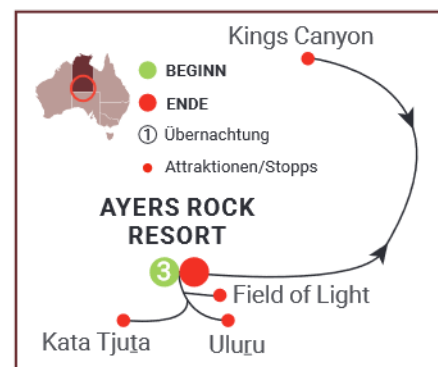 Kings Canyon
BEGINN
ENDE
① Übernachtung
Attraktionen/Stopps
AYERS ROCK
RESORT
3
Field of Light
Kata Tjuṯa
Uluṟu